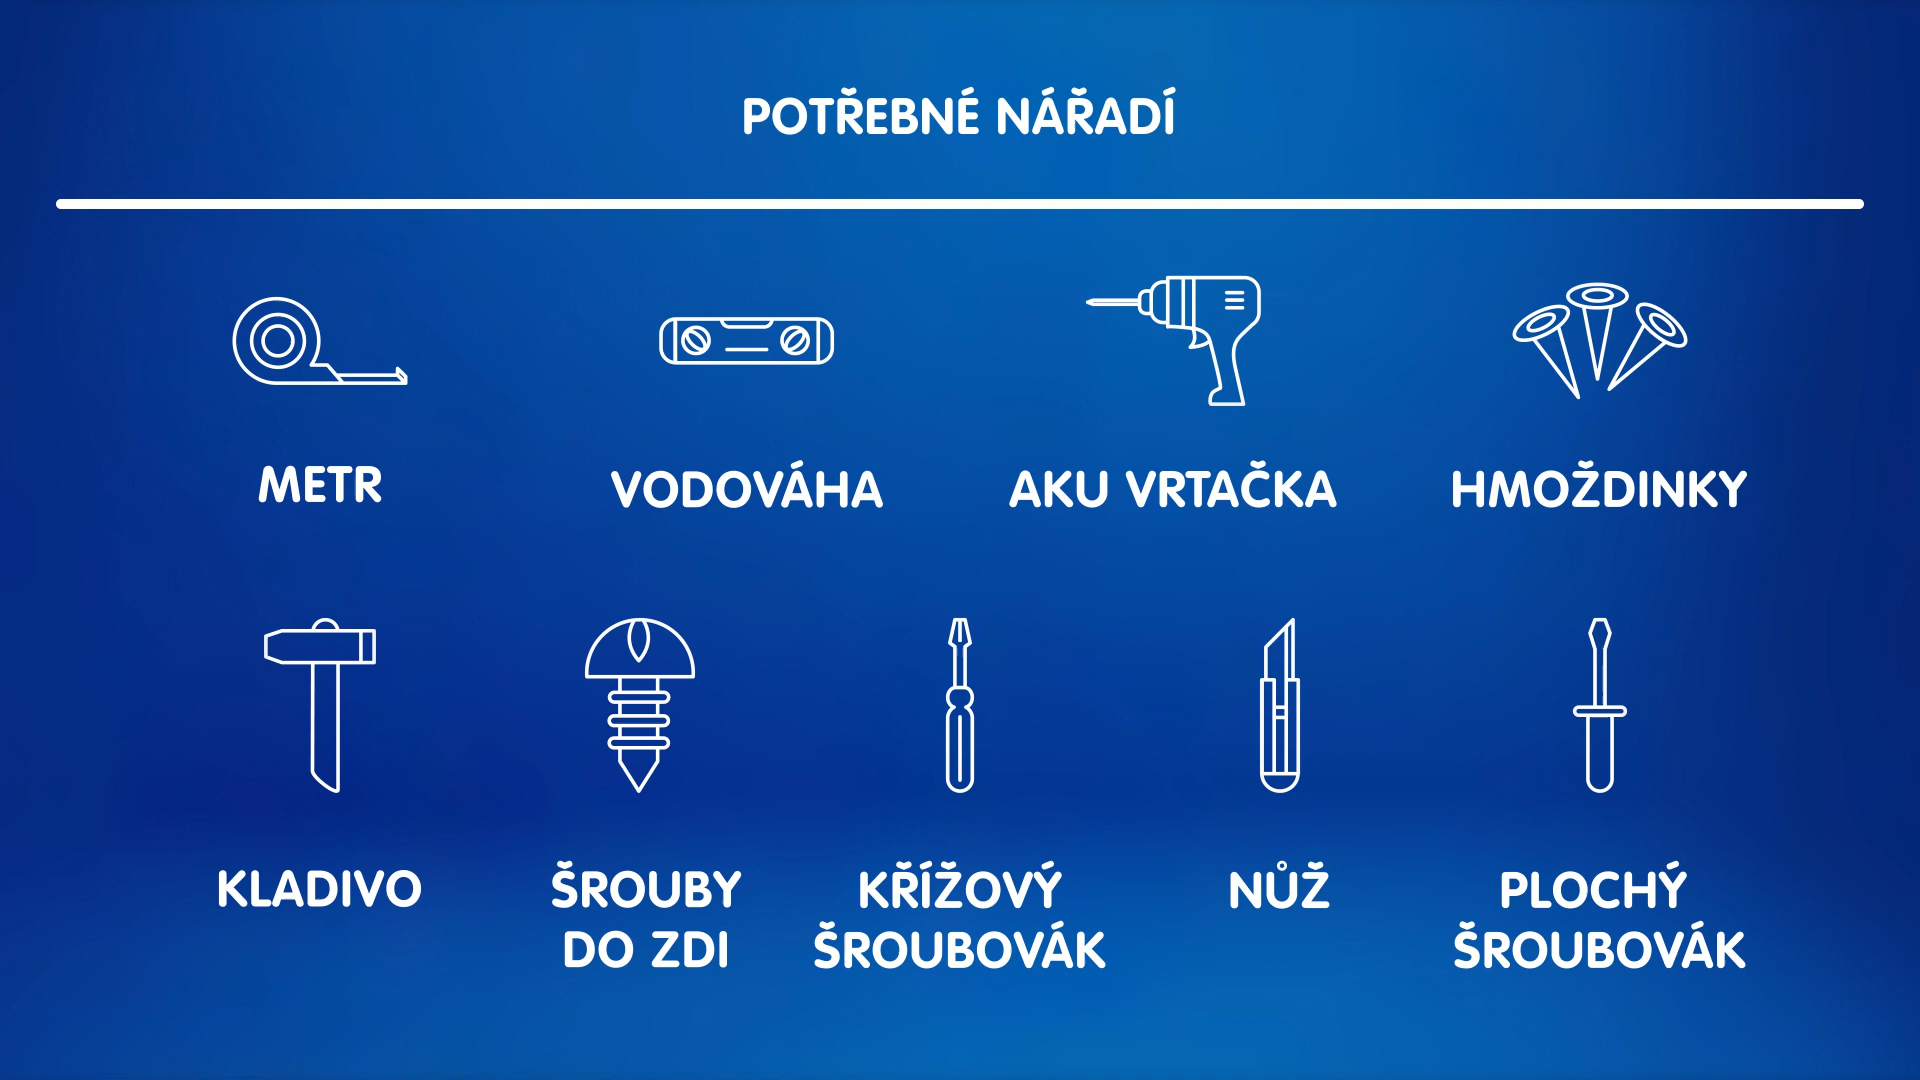 POTŘEBNÉ NÁŘADÍ
METR
VODOVÁHA
AKU VRTAČKA
HMOŽDINKY
KLADIVO
ŠROUBY
DO ZDI
KŘÍŽOVÝ
ŠROUBOVÁK
NŮŽ
PLOCHÝ
ŠROUBOVÁK